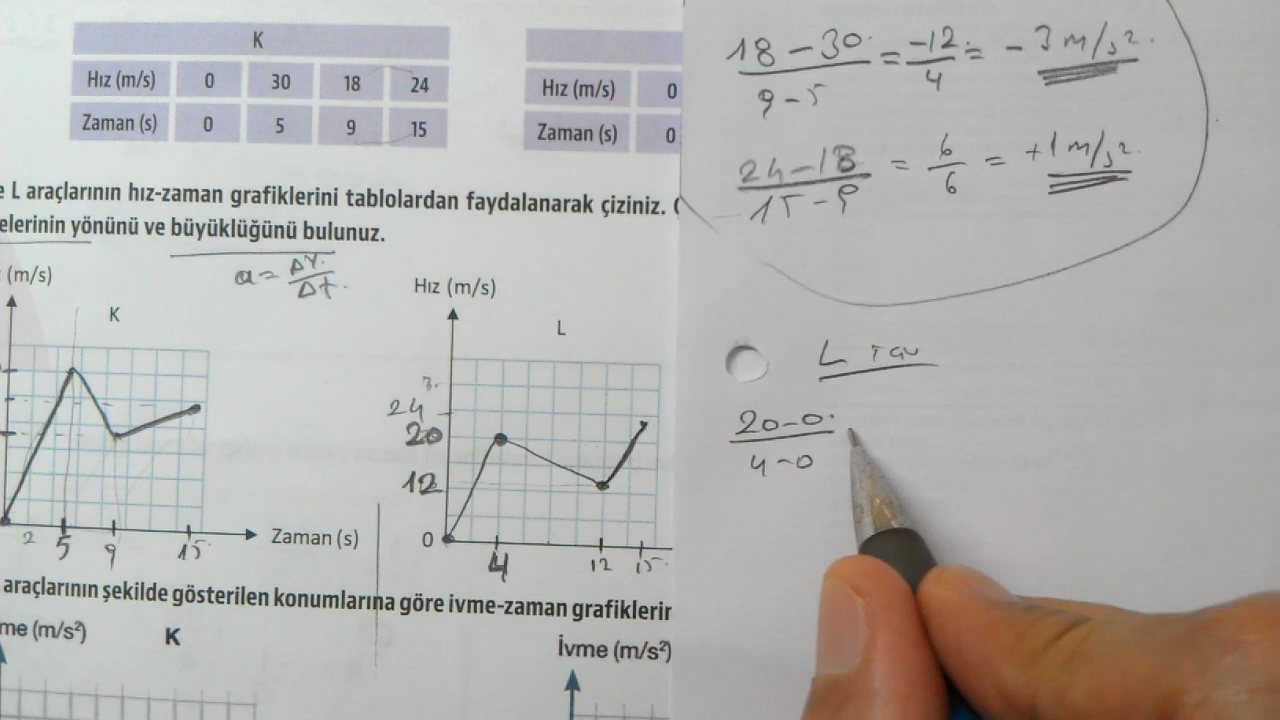 K
Hız (m/s) 0 30 18 24
Zaman (s) 0 5 9 15
Hız (m/s) 0
Zaman (s) 0
e L araçlarının hız-zaman grafiklerini tablolardan faydalanarak çiziniz. (
elerinin yönünü ve büyüklüğünü bulunuz.
a = ΔV / Δt
(m/s)
K
2 5 9 15
Zaman (s)
Hız (m/s)
L
24
20
12
0
4 12 15
araçlarının şekilde gösterilen konumlarına göre ivme-zaman grafikleri
me (m/s²)
K
İvme (m/s²)
18 - 30 / 9 - 5 = -12 / 4 = - 3 m/s²
24 - 18 / 15 - 9 = 6 / 6 = +1 m/s²
L
20 - 0
4 - 0